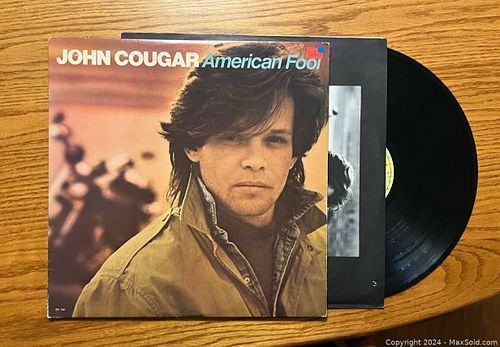 JOHN COUGAR American Fool
Copyright © 2024 - MaxSold.com